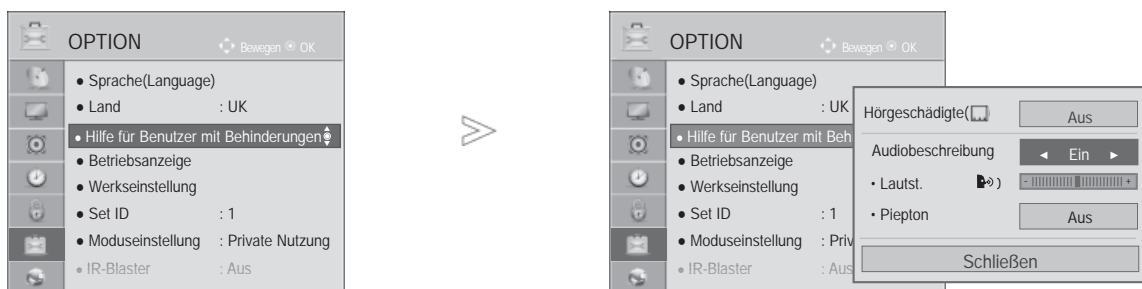 OPTION
Bewegen OK
● Sprache(Language)
● Land : UK
● Hilfe für Benutzer mit Behinderungen
● Betriebsanzeige
● Werkseinstellung
● Set ID : 1
● Moduseinstellung : Private Nutzung
● IR-Blaster : Aus
OPTION
Bewegen OK
● Sprache(Language)
● Land : UK
● Hilfe für Benutzer mit Beh
● Betriebsanzeige
● Werkseinstellung
● Set ID : 1
● Moduseinstellung : Priv
● IR-Blaster : Aus
Hörgeschädigte( ) Aus
Audiobeschreibung ◄ Ein ►
• Lautst. ) - +
• Piepton Aus
Schließen